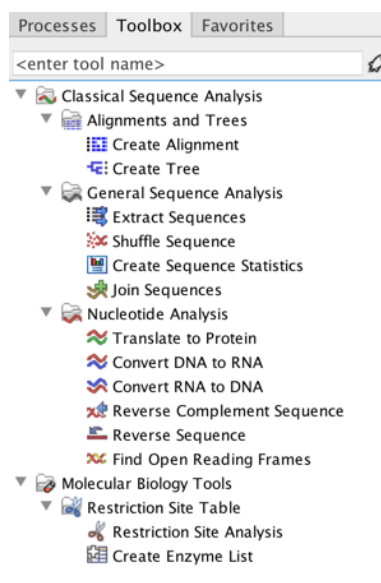 Processes Toolbox Favorites
<enter tool name>
Classical Sequence Analysis
Alignments and Trees
Create Alignment
Create Tree
General Sequence Analysis
Extract Sequences
Shuffle Sequence
Create Sequence Statistics
Join Sequences
Nucleotide Analysis
Translate to Protein
Convert DNA to RNA
Convert RNA to DNA
Reverse Complement Sequence
Reverse Sequence
Find Open Reading Frames
Molecular Biology Tools
Restriction Site Table
Restriction Site Analysis
Create Enzyme List